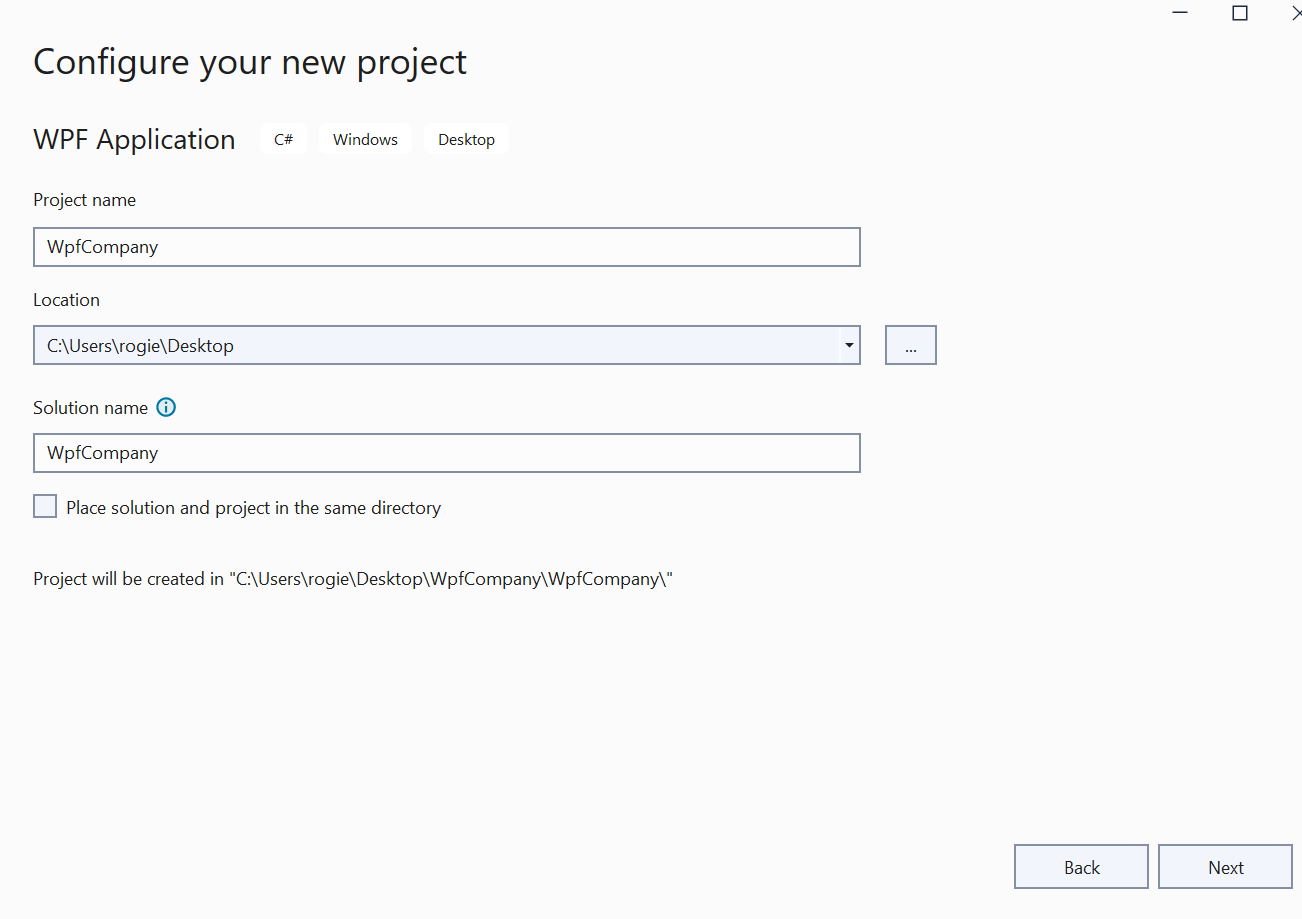 Configure your new project
WPF Application C# Windows Desktop
Project name
WpfCompany
Location
C:\Users\rogie\Desktop
...
Solution name
WpfCompany
Place solution and project in the same directory
Project will be created in "C:\Users\rogie\Desktop\WpfCompany\WpfCompany\"
Back Next